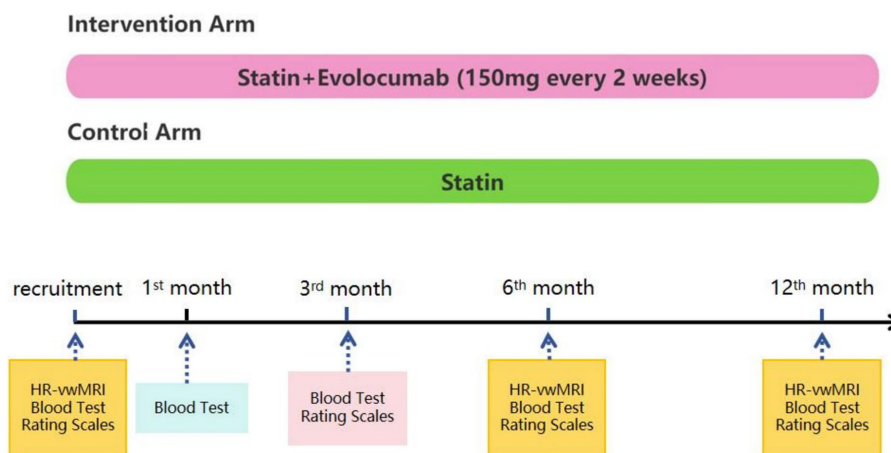 Intervention Arm
Statin+Evolocumab (150mg every 2 weeks)
Control Arm
Statin
recruitment 1st month 3rd month 6th month 12th month
HR-vwMRI
Blood Test
Rating Scales
Blood Test
Blood Test
Rating Scales
HR-vwMRI
Blood Test
Rating Scales
HR-vwMRI
Blood Test
Rating Scales